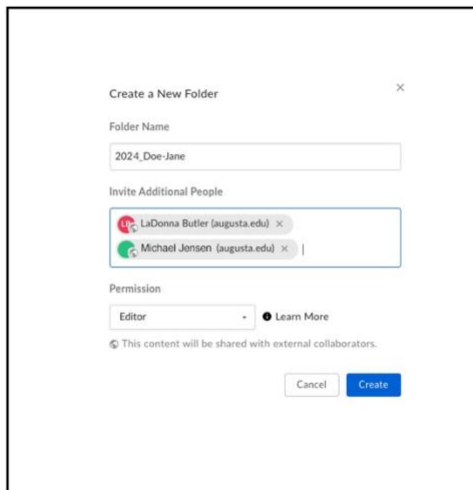 Create a New Folder
Folder Name
2024_Doe-Jane
Invite Additional People
LaDonna Butler (augusta.edu)
Michael Jensen (augusta.edu)
Permission
Editor
Learn More
This content will be shared with external collaborators.
Cancel
Create